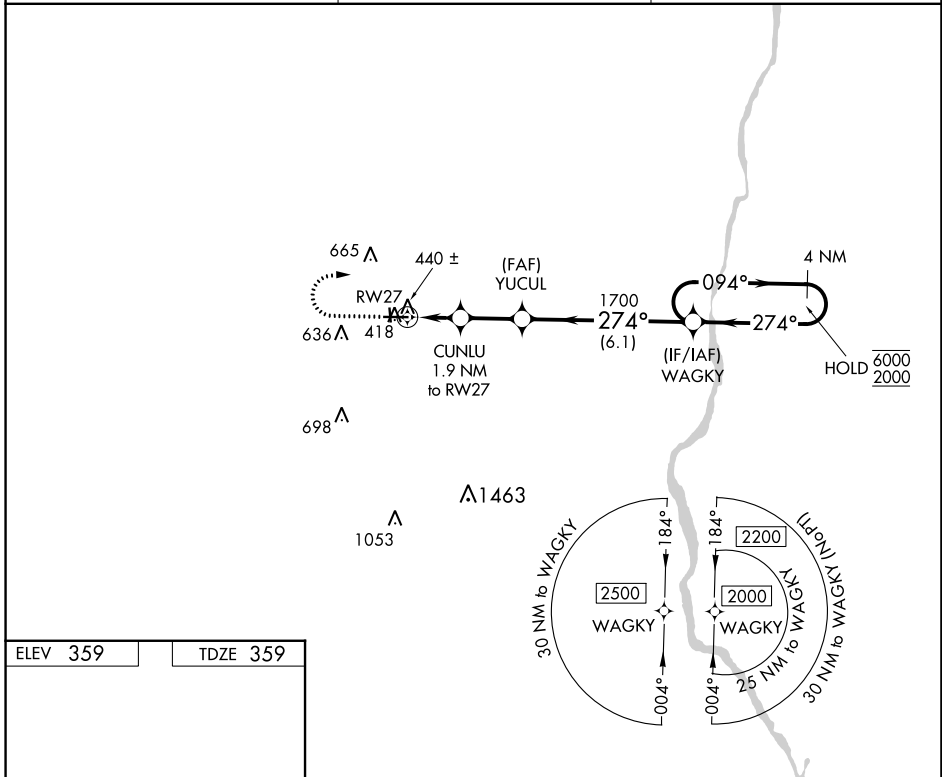 665
440 ±
(FAF)
YUCUL
4 NM
094°
RW27
1700
274°
(6.1)
274°
636
418
CUNLU
1.9 NM
to RW27
(IF/IAF)
WAGKY
HOLD 6000
2000
698
1463
1053
30 NM to WAGKY
184°
184°
2200
30 NM to WAGKY (NoPT)
2500
2000
WAGKY
WAGKY
25 NM to WAGKY
004°
004°
ELEV 359
TDZE 359